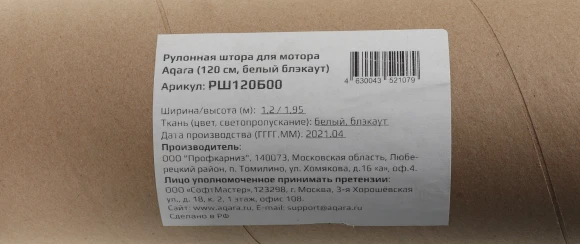 Рулонная штора для мотора
Aqara (120 см, белый блэкаут)
Арикул: РШ120Б00
4 630043 521079
Ширина/высота (м): 1,2 / 1,95
Ткань (цвет, светопропускание): белый, блэкаут
Дата производства (ГГГГ.ММ): 2021.04
Производитель:
ООО "Профкарниз". 140073, Московская область, Любе-
рецкий район, п. Томилино, ул. Хомякова, д.16 «а», оф.4.
Лицо уполномоченное принимать претензии:
ООО «СофтМастер»,123298, г. Москва, 3-я Хорошёвская
ул., д. 18, к. 2, 1 этаж, офис 108.
Сайт: www.aqara.ru. E-mail: support@aqara.ru
Сделано в РФ